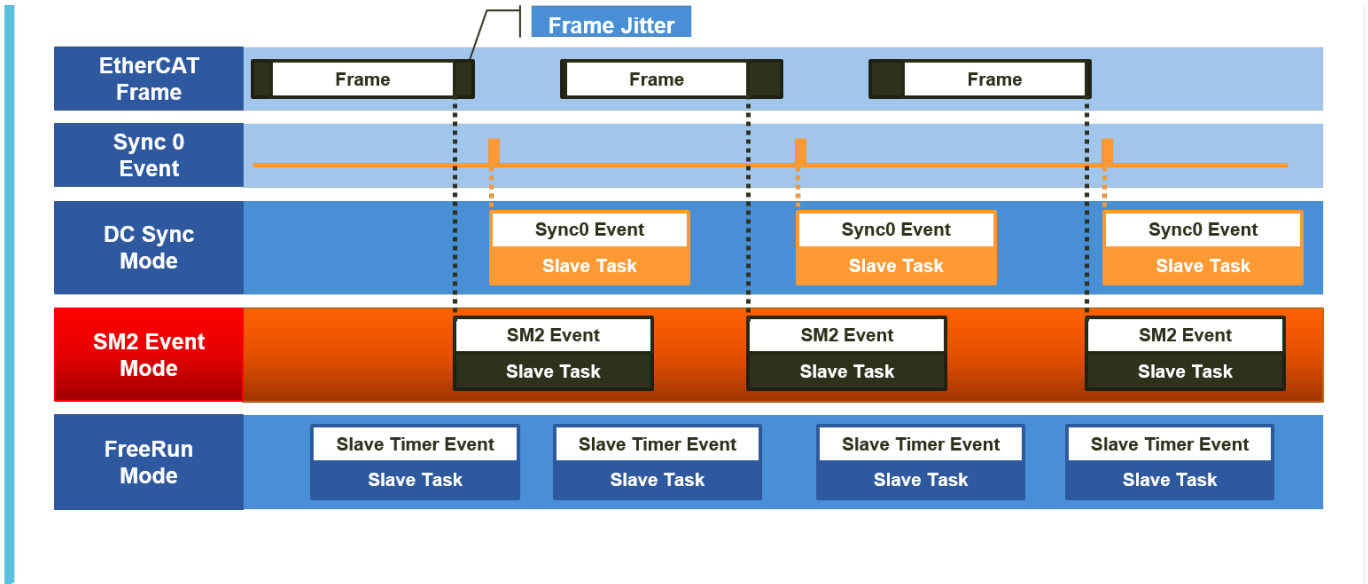 Frame Jitter
EtherCAT
Frame
Frame
Frame
Frame
Sync 0
Event
DC Sync
Mode
Sync0 Event
Slave Task
Sync0 Event
Slave Task
Sync0 Event
Slave Task
SM2 Event
Mode
SM2 Event
Slave Task
SM2 Event
Slave Task
SM2 Event
Slave Task
FreeRun
Mode
Slave Timer Event
Slave Task
Slave Timer Event
Slave Task
Slave Timer Event
Slave Task
Slave Timer Event
Slave Task